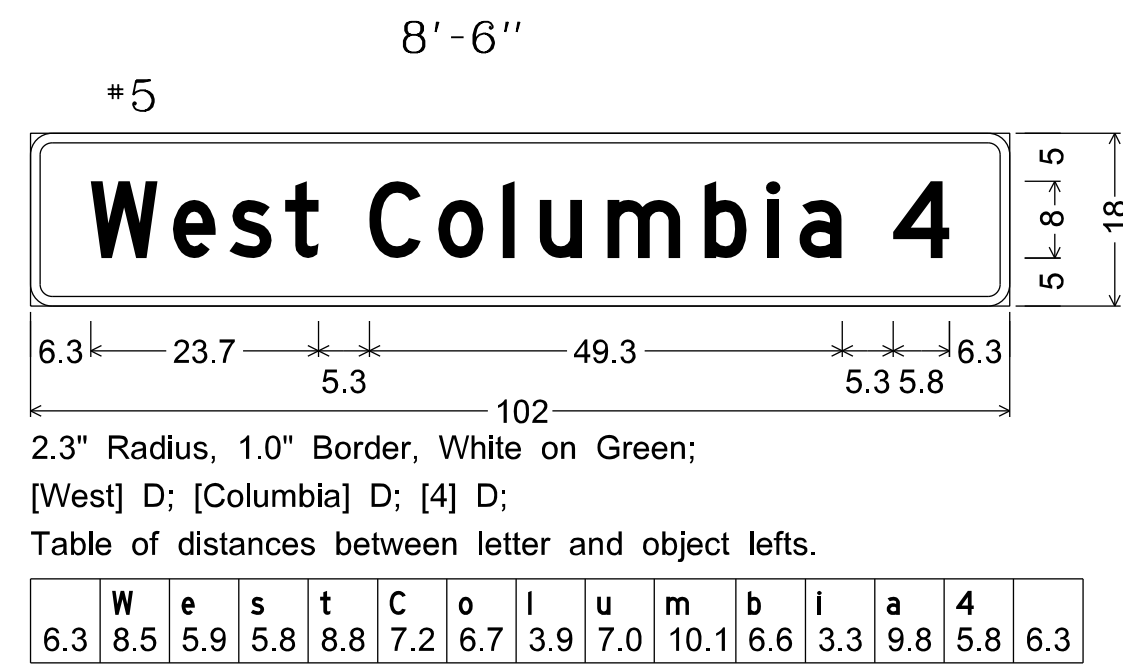 8'-6"
#5
West Columbia 4
5
8
5
18
6.3 23.7 5.3 49.3 5.3 5.8 6.3
102
2.3" Radius, 1.0" Border, White on Green;
[West] D; [Columbia] D; [4] D;
Table of distances between letter and object lefts.
W e s t C o l u m b i a 4
6.3 8.5 5.9 5.8 8.8 7.2 6.7 3.9 7.0 10.1 6.6 3.3 9.8 5.8 6.3